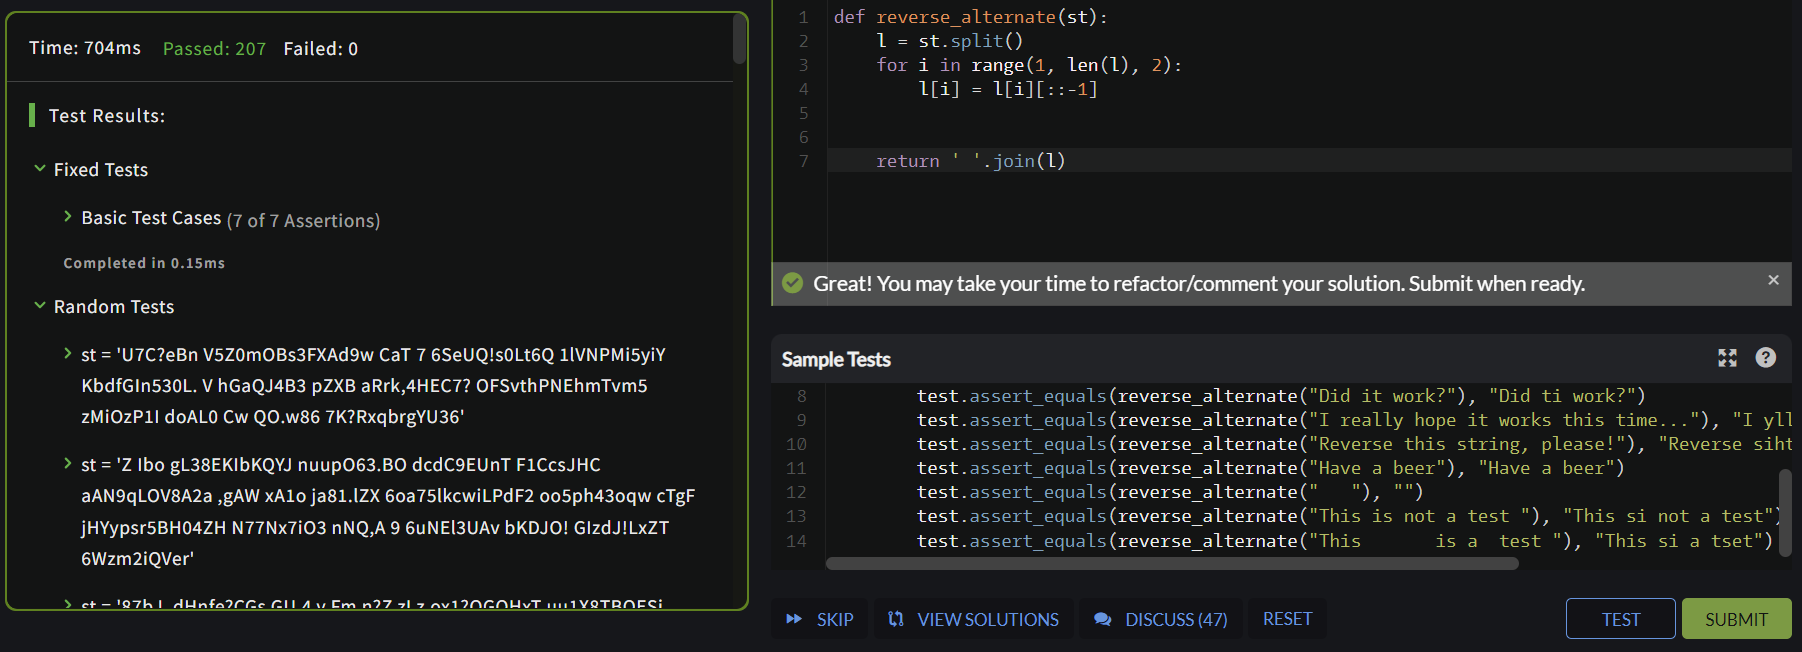 Time: 704ms Passed: 207 Failed: 0
Test Results:
Fixed Tests
Basic Test Cases (7 of 7 Assertions)
Completed in 0.15ms
Random Tests
st = 'U7C?eBn V5Z0mOBs3FXAd9w CaT 7 6SeUQ!s0Lt6Q 1lVNPMi5yiY
KbdfGIn530L. V hGaQJ4B3 pZXB aRrk,4HEC7? OFSvthPNEhmTvm5
zMiOzP1I doAL0 Cw QO.w86 7K?RxqbrgYU36'
st = 'Z Ibo gL38EKIbKQYJ nuupO63.BO dcdC9EUnT F1CcsJHC
aAN9qLOV8A2a ,gAW xA1o ja81.lZX 6oa75lkcwiLPdF2 oo5ph43oqw cTgF
jHYypsr5BH04ZH N77Nx7iO3 nNQ,A 9 6uNEl3UAv bKDJO! GIzdJ!LxZT
6Wzm2iQVer'
st =
1 def reverse_alternate(st):
2 l = st.split()
3 for i in range(1, len(l), 2):
4 l[i] = l[i][::-1]
5
6
7 return ' '.join(l)
Great! You may take your time to refactor/comment your solution. Submit when ready. ×
Sample Tests ?
8 test.assert_equals(reverse_alternate("Did it work?"), "Did ti work?")
9 test.assert_equals(reverse_alternate("I really hope it works this time..."), "I yll
10 test.assert_equals(reverse_alternate("Reverse this string, please!"), "Reverse siht
11 test.assert_equals(reverse_alternate("Have a beer"), "Have a beer")
12 test.assert_equals(reverse_alternate("   "), "")
13 test.assert_equals(reverse_alternate("This is not a test "), "This si not a test")
14 test.assert_equals(reverse_alternate("This       is a  test "), "This si a tset")
SKIP VIEW SOLUTIONS DISCUSS (47) RESET TEST SUBMIT